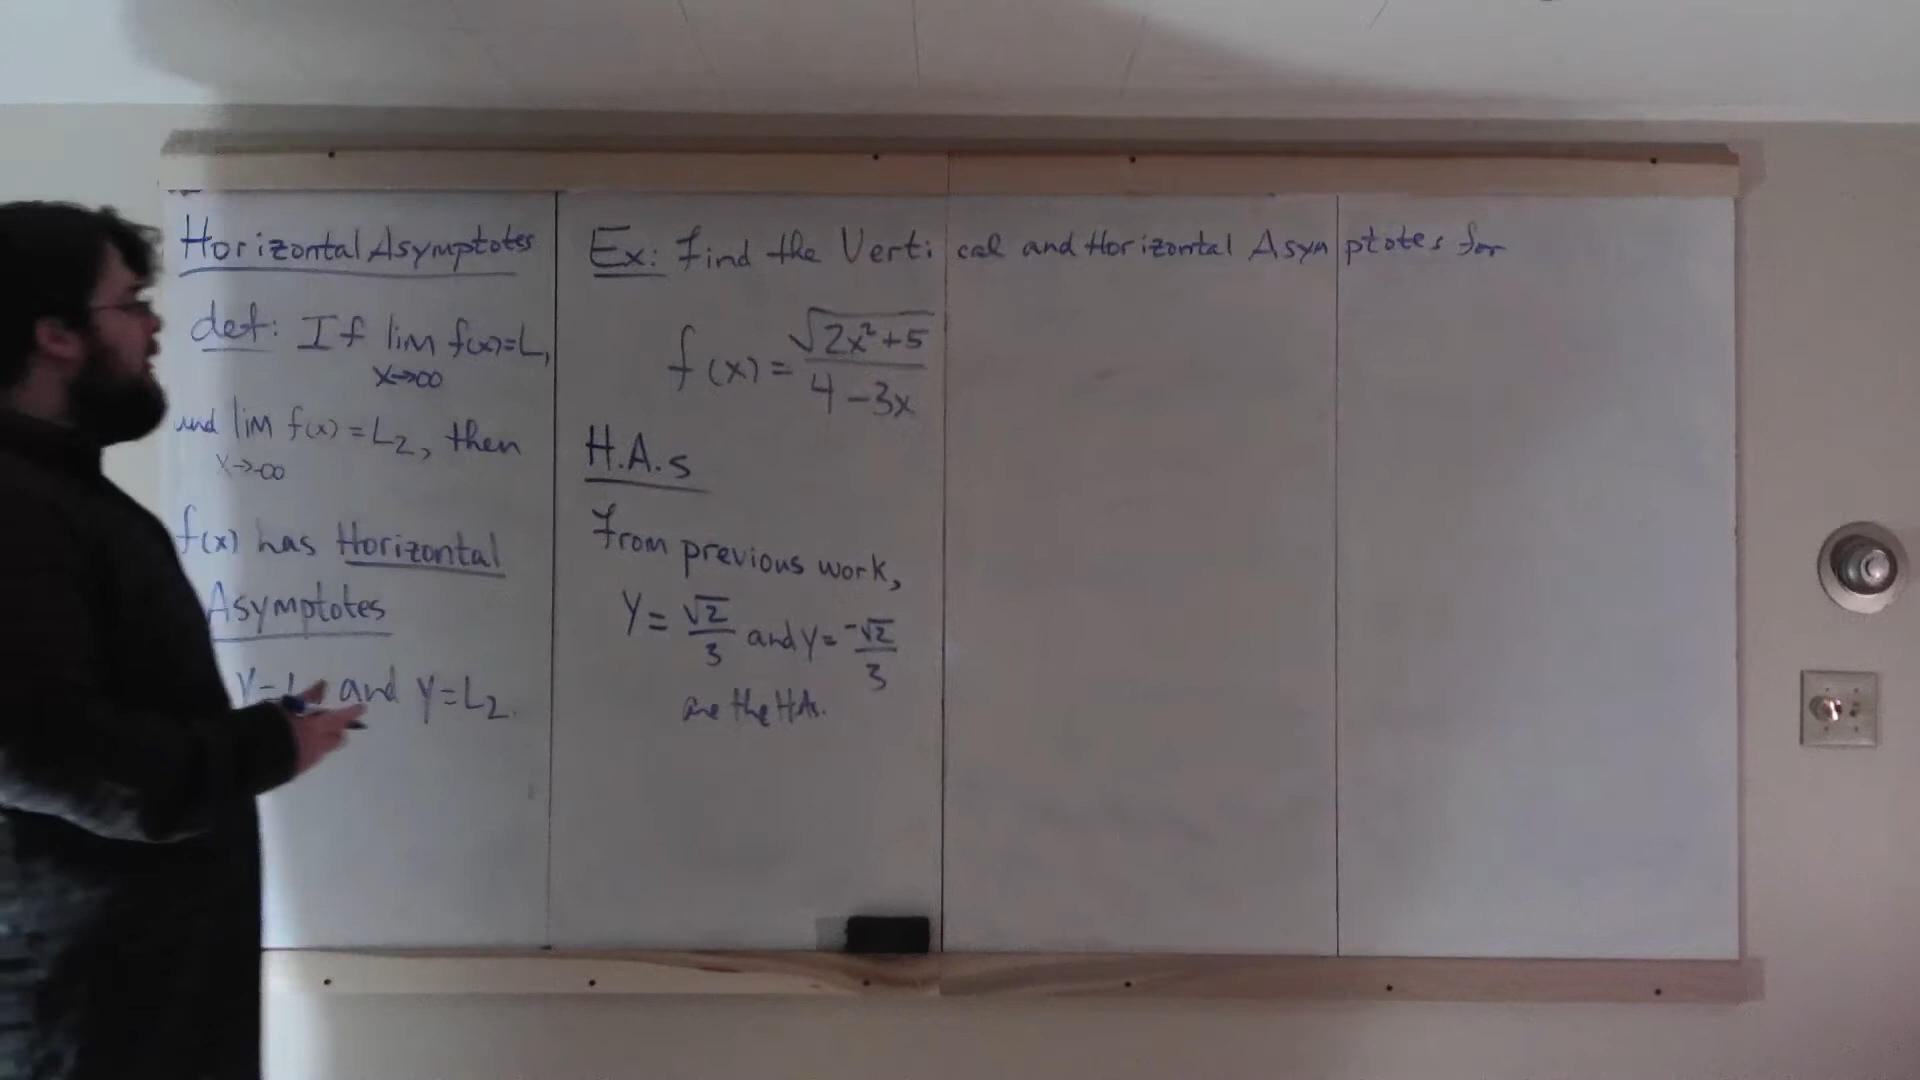 Horizontal Asymptotes
def: If lim f(x)=L,
x→∞
and lim f(x)=L₂, then
x→-∞
f(x) has Horizontal
Asymptotes
and y=L₂.
Ex: Find the Vertical and Horizontal Asymptotes for
f(x) = √(2x²+5) / (4-3x)
H.A.s
From previous work,
y = √2/3 and y = -√2/3
are the HAs.